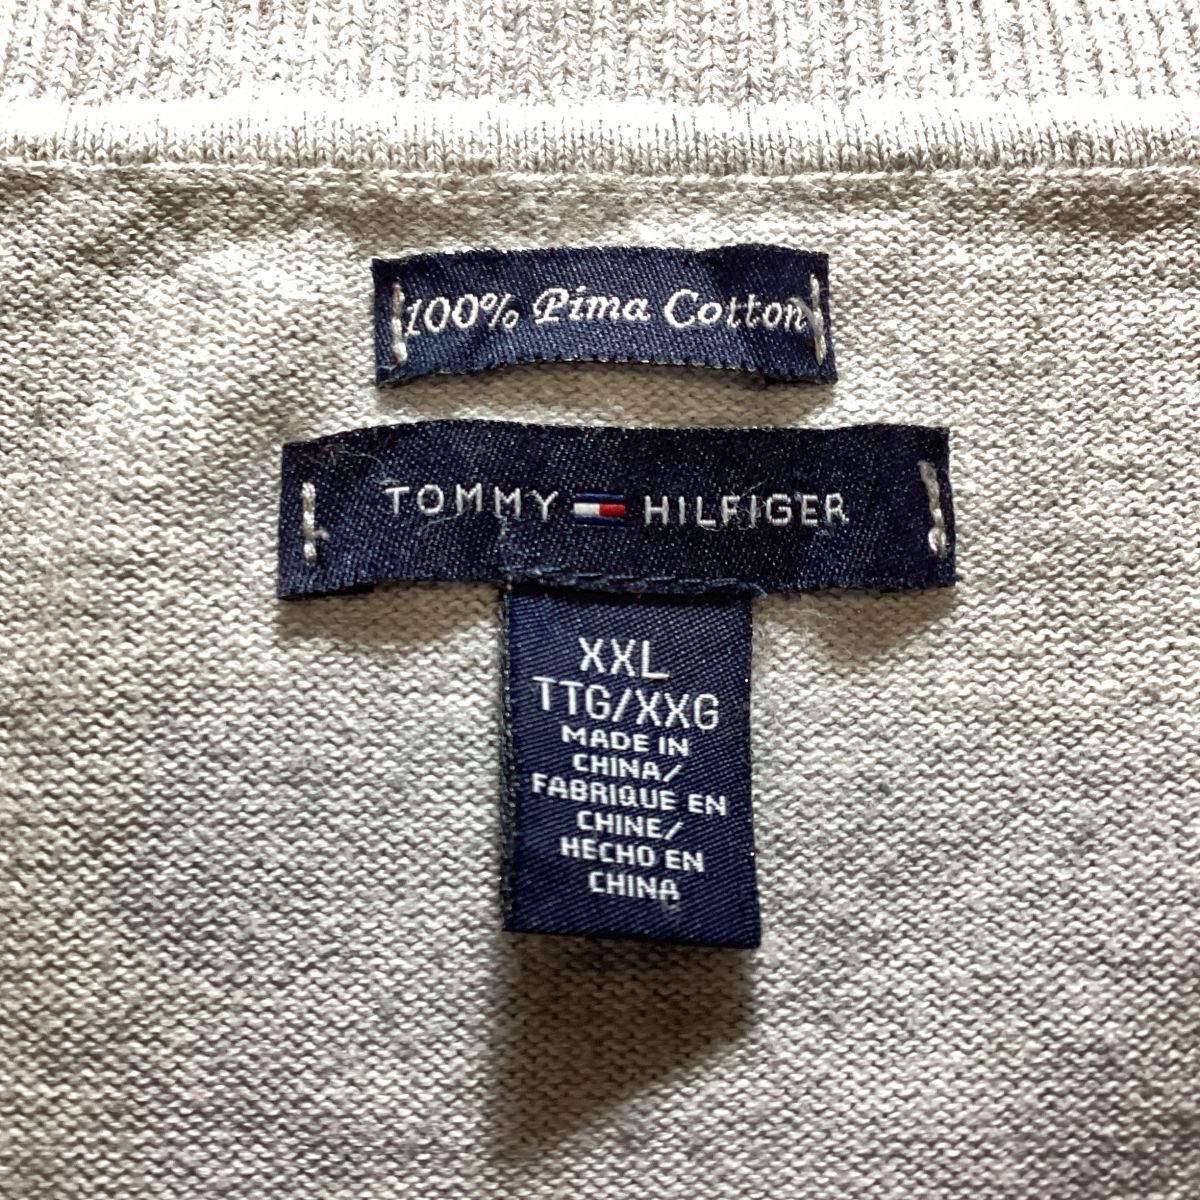 100% Pima Cotton
TOMMY HILFIGER
XXL
TTG/XXG
MADE IN
CHINA/
FABRIQUE EN
CHINE/
HECHO EN
CHINA